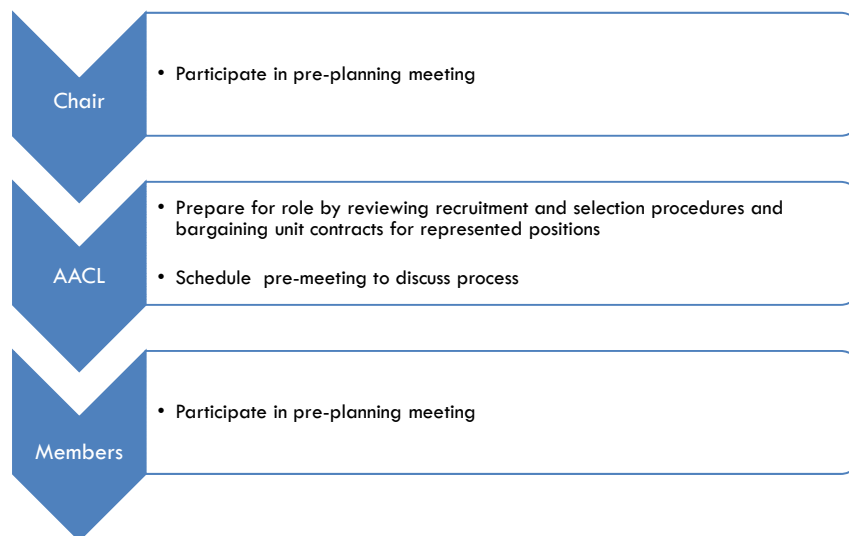 Chair
• Participate in pre-planning meeting
AACL
• Prepare for role by reviewing recruitment and selection procedures and
bargaining unit contracts for represented positions
• Schedule  pre-meeting to discuss process
Members
• Participate in pre-planning meeting